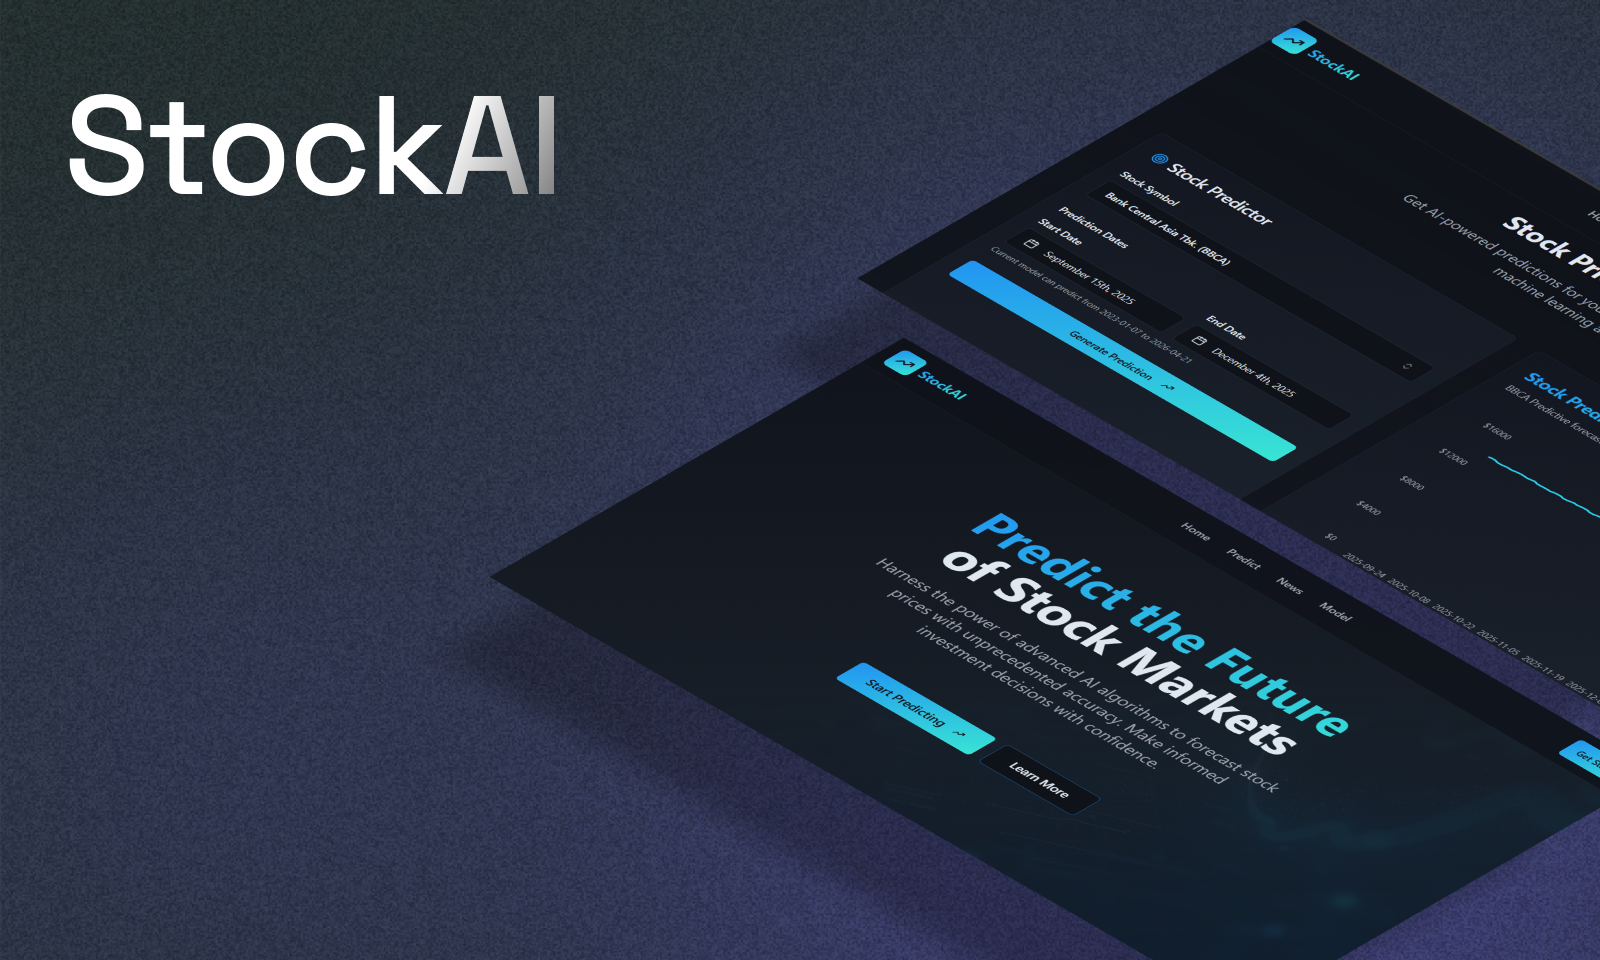 StockAI
StockAI
Stock Predictor
Stock Symbol
Bank Central Asia Tbk. (BBCA)
Prediction Dates
Start Date
September 15th, 2025
End Date
December 4th, 2025
Current model can predict from 2023-01-07 to 2026-04-21
Generate Prediction
Get AI-powered predictions for
machine learning
Stock
BBCA Predictive
$16000
$12000
$8000
$4000
$0
2025-09-24 2025-10-08 2025-10-22 2025-11-05 2025-11-19
StockAI
Home Predict News Model
Predict the Future
of Stock Markets
Harness the power of advanced AI algorithms to forecast stock
prices with unprecedented accuracy. Make informed
investment decisions with confidence.
Start Predicting
Learn More
Get